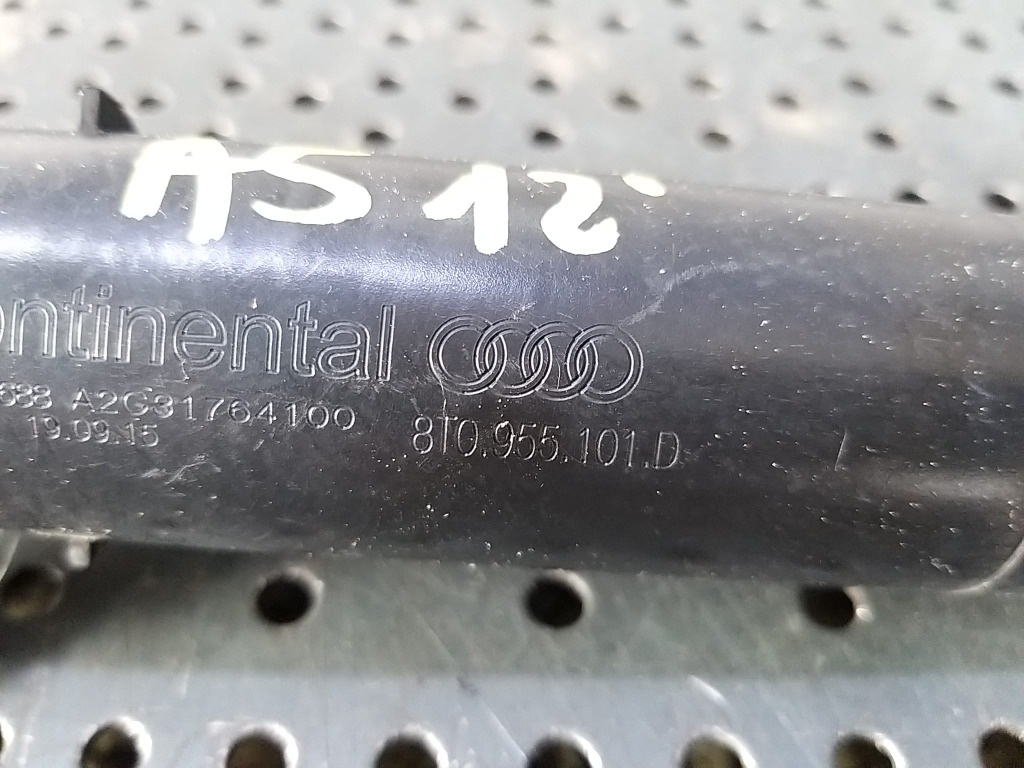 A5 12'
ontinental
688 A2C31764100
19.09.15
8T0.955.101.D